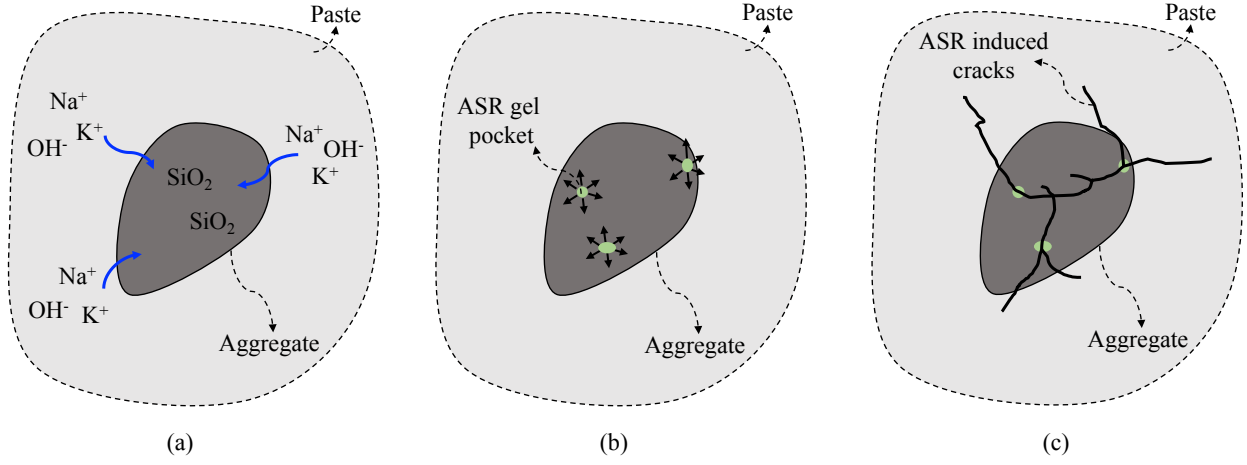 Paste
Na⁺
K⁺
OH⁻
Na⁺
OH⁻
K⁺
SiO₂
SiO₂
Na⁺
OH⁻
K⁺
Aggregate
(a)
Paste
ASR gel
pocket
Aggregate
(b)
Paste
ASR induced
cracks
Aggregate
(c)